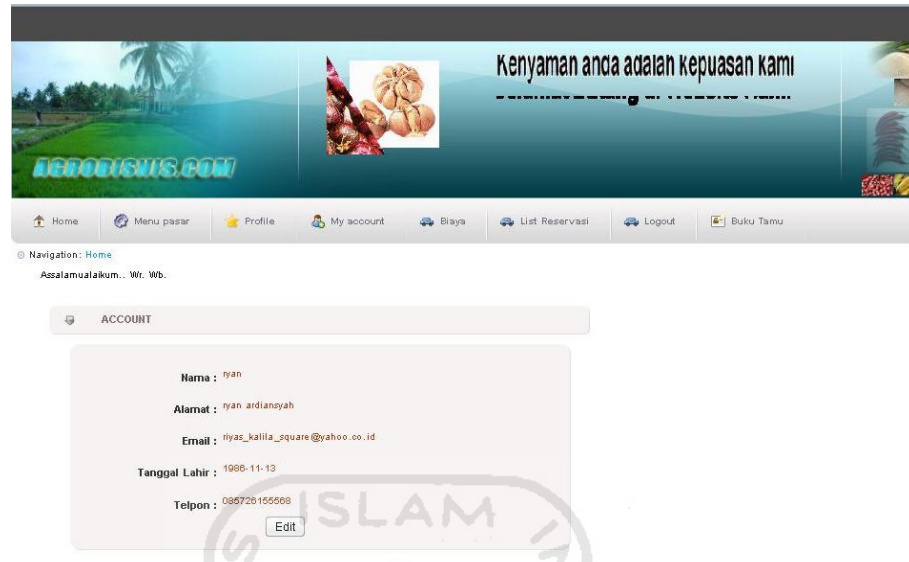 Kenyaman anda adalah kepuasan kami
AGROBISNIS.COM
Home Menu pasar Profile My account Biaya List Reservasi Logout Buku Tamu
Navigation: Home
Assalamualaikum.. Wr. Wb.
ACCOUNT
Nama : ryan
Alamat : ryan ardiansyah
Email : riyas_kalila_square@yahoo.co.id
Tanggal Lahir : 1986-11-13
Telpon : 085726155568
Edit
ISLAM